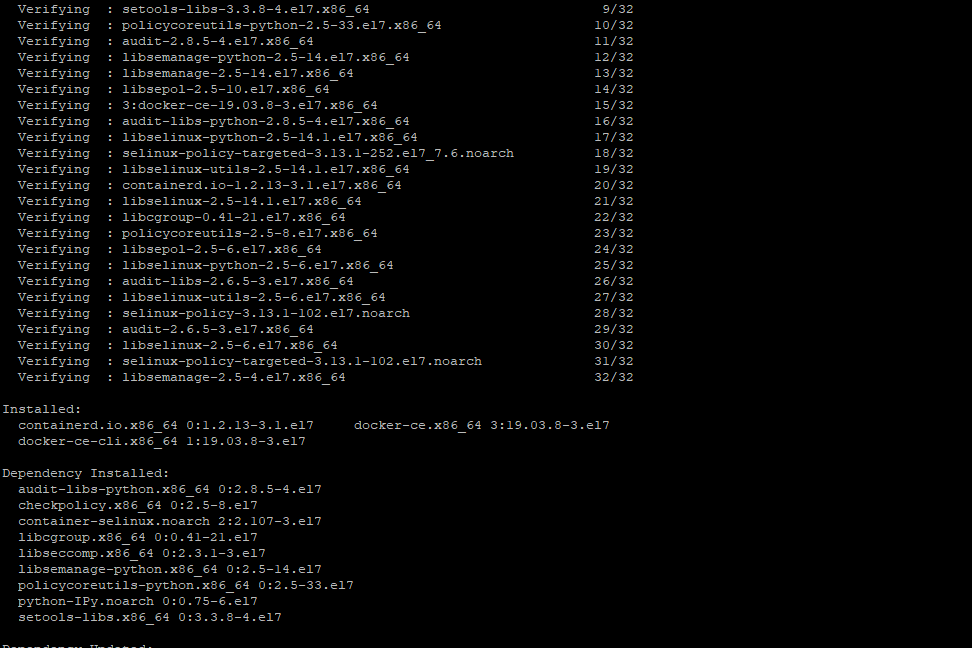 Verifying : setools-libs-3.3.8-4.el7.x86_64 9/32
Verifying : policycoreutils-python-2.5-33.el7.x86_64 10/32
Verifying : audit-2.8.5-4.el7.x86_64 11/32
Verifying : libsemanage-python-2.5-14.el7.x86_64 12/32
Verifying : libsemanage-2.5-14.el7.x86_64 13/32
Verifying : libsepol-2.5-10.el7.x86_64 14/32
Verifying : 3:docker-ce-19.03.8-3.el7.x86_64 15/32
Verifying : audit-libs-python-2.8.5-4.el7.x86_64 16/32
Verifying : libselinux-python-2.5-14.1.el7.x86_64 17/32
Verifying : selinux-policy-targeted-3.13.1-252.el7_7.6.noarch 18/32
Verifying : libselinux-utils-2.5-14.1.el7.x86_64 19/32
Verifying : containerd.io-1.2.13-3.1.el7.x86_64 20/32
Verifying : libselinux-2.5-14.1.el7.x86_64 21/32
Verifying : libcgroup-0.41-21.el7.x86_64 22/32
Verifying : policycoreutils-2.5-8.el7.x86_64 23/32
Verifying : libsepol-2.5-6.el7.x86_64 24/32
Verifying : libselinux-python-2.5-6.el7.x86_64 25/32
Verifying : audit-libs-2.6.5-3.el7.x86_64 26/32
Verifying : libselinux-utils-2.5-6.el7.x86_64 27/32
Verifying : selinux-policy-3.13.1-102.el7.noarch 28/32
Verifying : audit-2.6.5-3.el7.x86_64 29/32
Verifying : libselinux-2.5-6.el7.x86_64 30/32
Verifying : selinux-policy-targeted-3.13.1-102.el7.noarch 31/32
Verifying : libsemanage-2.5-4.el7.x86_64 32/32
Installed:
containerd.io.x86_64 0:1.2.13-3.1.el7 docker-ce.x86_64 3:19.03.8-3.el7
docker-ce-cli.x86_64 1:19.03.8-3.el7
Dependency Installed:
audit-libs-python.x86_64 0:2.8.5-4.el7
checkpolicy.x86_64 0:2.5-8.el7
container-selinux.noarch 2:2.107-3.el7
libcgroup.x86_64 0:0.41-21.el7
libseccomp.x86_64 0:2.3.1-3.el7
libsemanage-python.x86_64 0:2.5-14.el7
policycoreutils-python.x86_64 0:2.5-33.el7
python-IPy.noarch 0:0.75-6.el7
setools-libs.x86_64 0:3.3.8-4.el7
Dependency Updated: